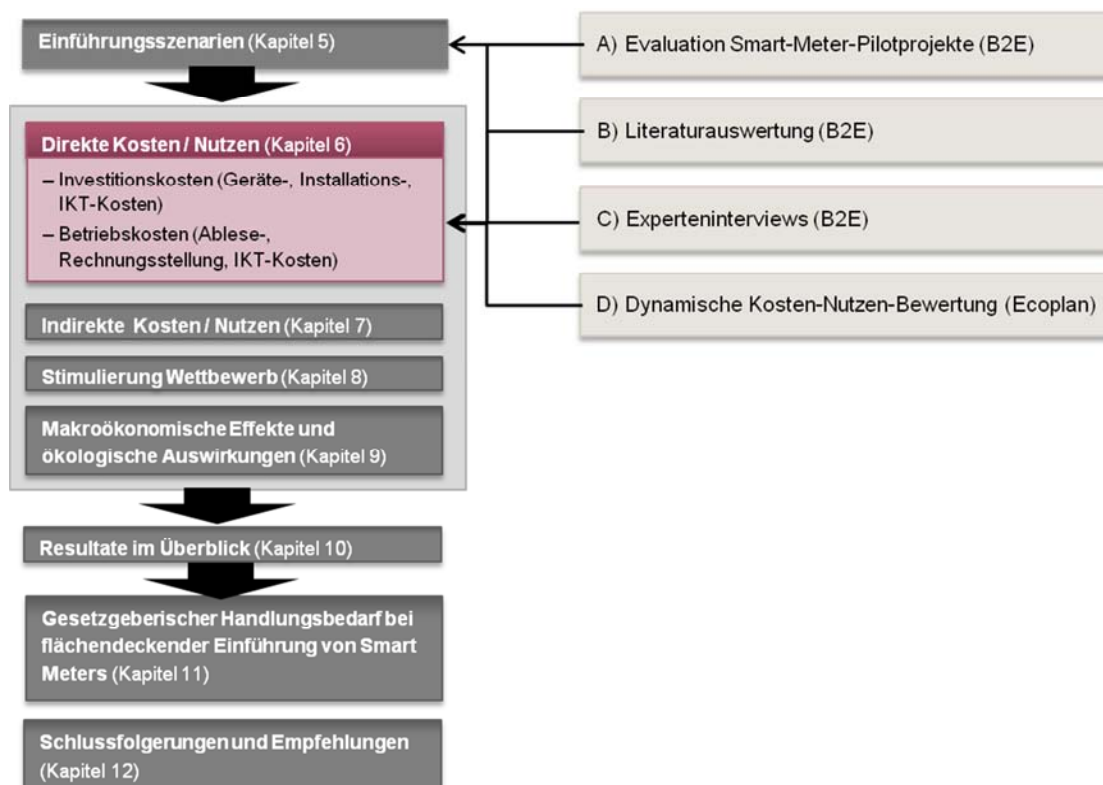 Einführungsszenarien (Kapitel 5)
Direkte Kosten / Nutzen (Kapitel 6)
– Investitionskosten (Geräte-, Installations-,
IKT-Kosten)
– Betriebskosten (Ablese-,
Rechnungsstellung, IKT-Kosten)
Indirekte Kosten / Nutzen (Kapitel 7)
Stimulierung Wettbewerb (Kapitel 8)
Makroökonomische Effekte und
ökologische Auswirkungen (Kapitel 9)
Resultate im Überblick (Kapitel 10)
Gesetzgeberischer Handlungsbedarf bei
flächendeckender Einführung von Smart
Meters (Kapitel 11)
Schlussfolgerungen und Empfehlungen
(Kapitel 12)
A) Evaluation Smart-Meter-Pilotprojekte (B2E)
B) Literaturauswertung (B2E)
C) Experteninterviews (B2E)
D) Dynamische Kosten-Nutzen-Bewertung (Ecoplan)